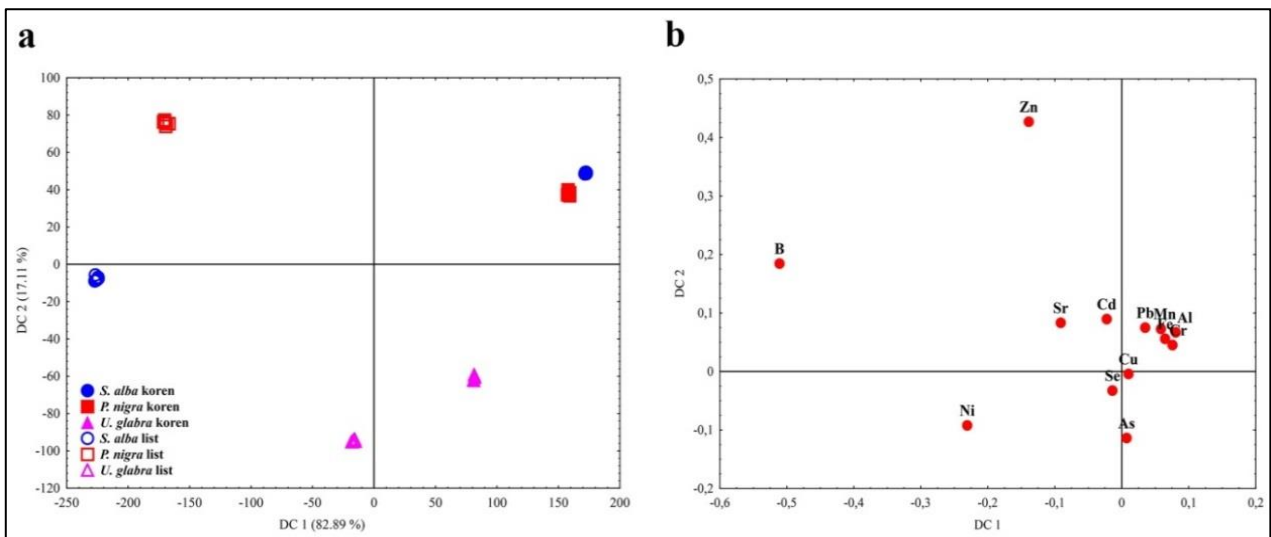 a
100
80
60
40
20
0
-20
-40
-60
-80
-100
-120
DC 2 (17.11 %)
S. alba koren
P. nigra koren
U. glabra koren
S. alba list
P. nigra list
U. glabra list
-250 -200 -150 -100 -50 0 50 100 150 200
DC 1 (82.89 %)
b
0,5
0,4
0,3
0,2
0,1
0
-0,1
-0,2
DC 2
Zn
B
Sr
Cd
Pb
Mn
Al
Fe
Cr
Cu
Se
Ni
As
-0,6 -0,5 -0,4 -0,3 -0,2 -0,1 0 0,1 0,2
DC 1